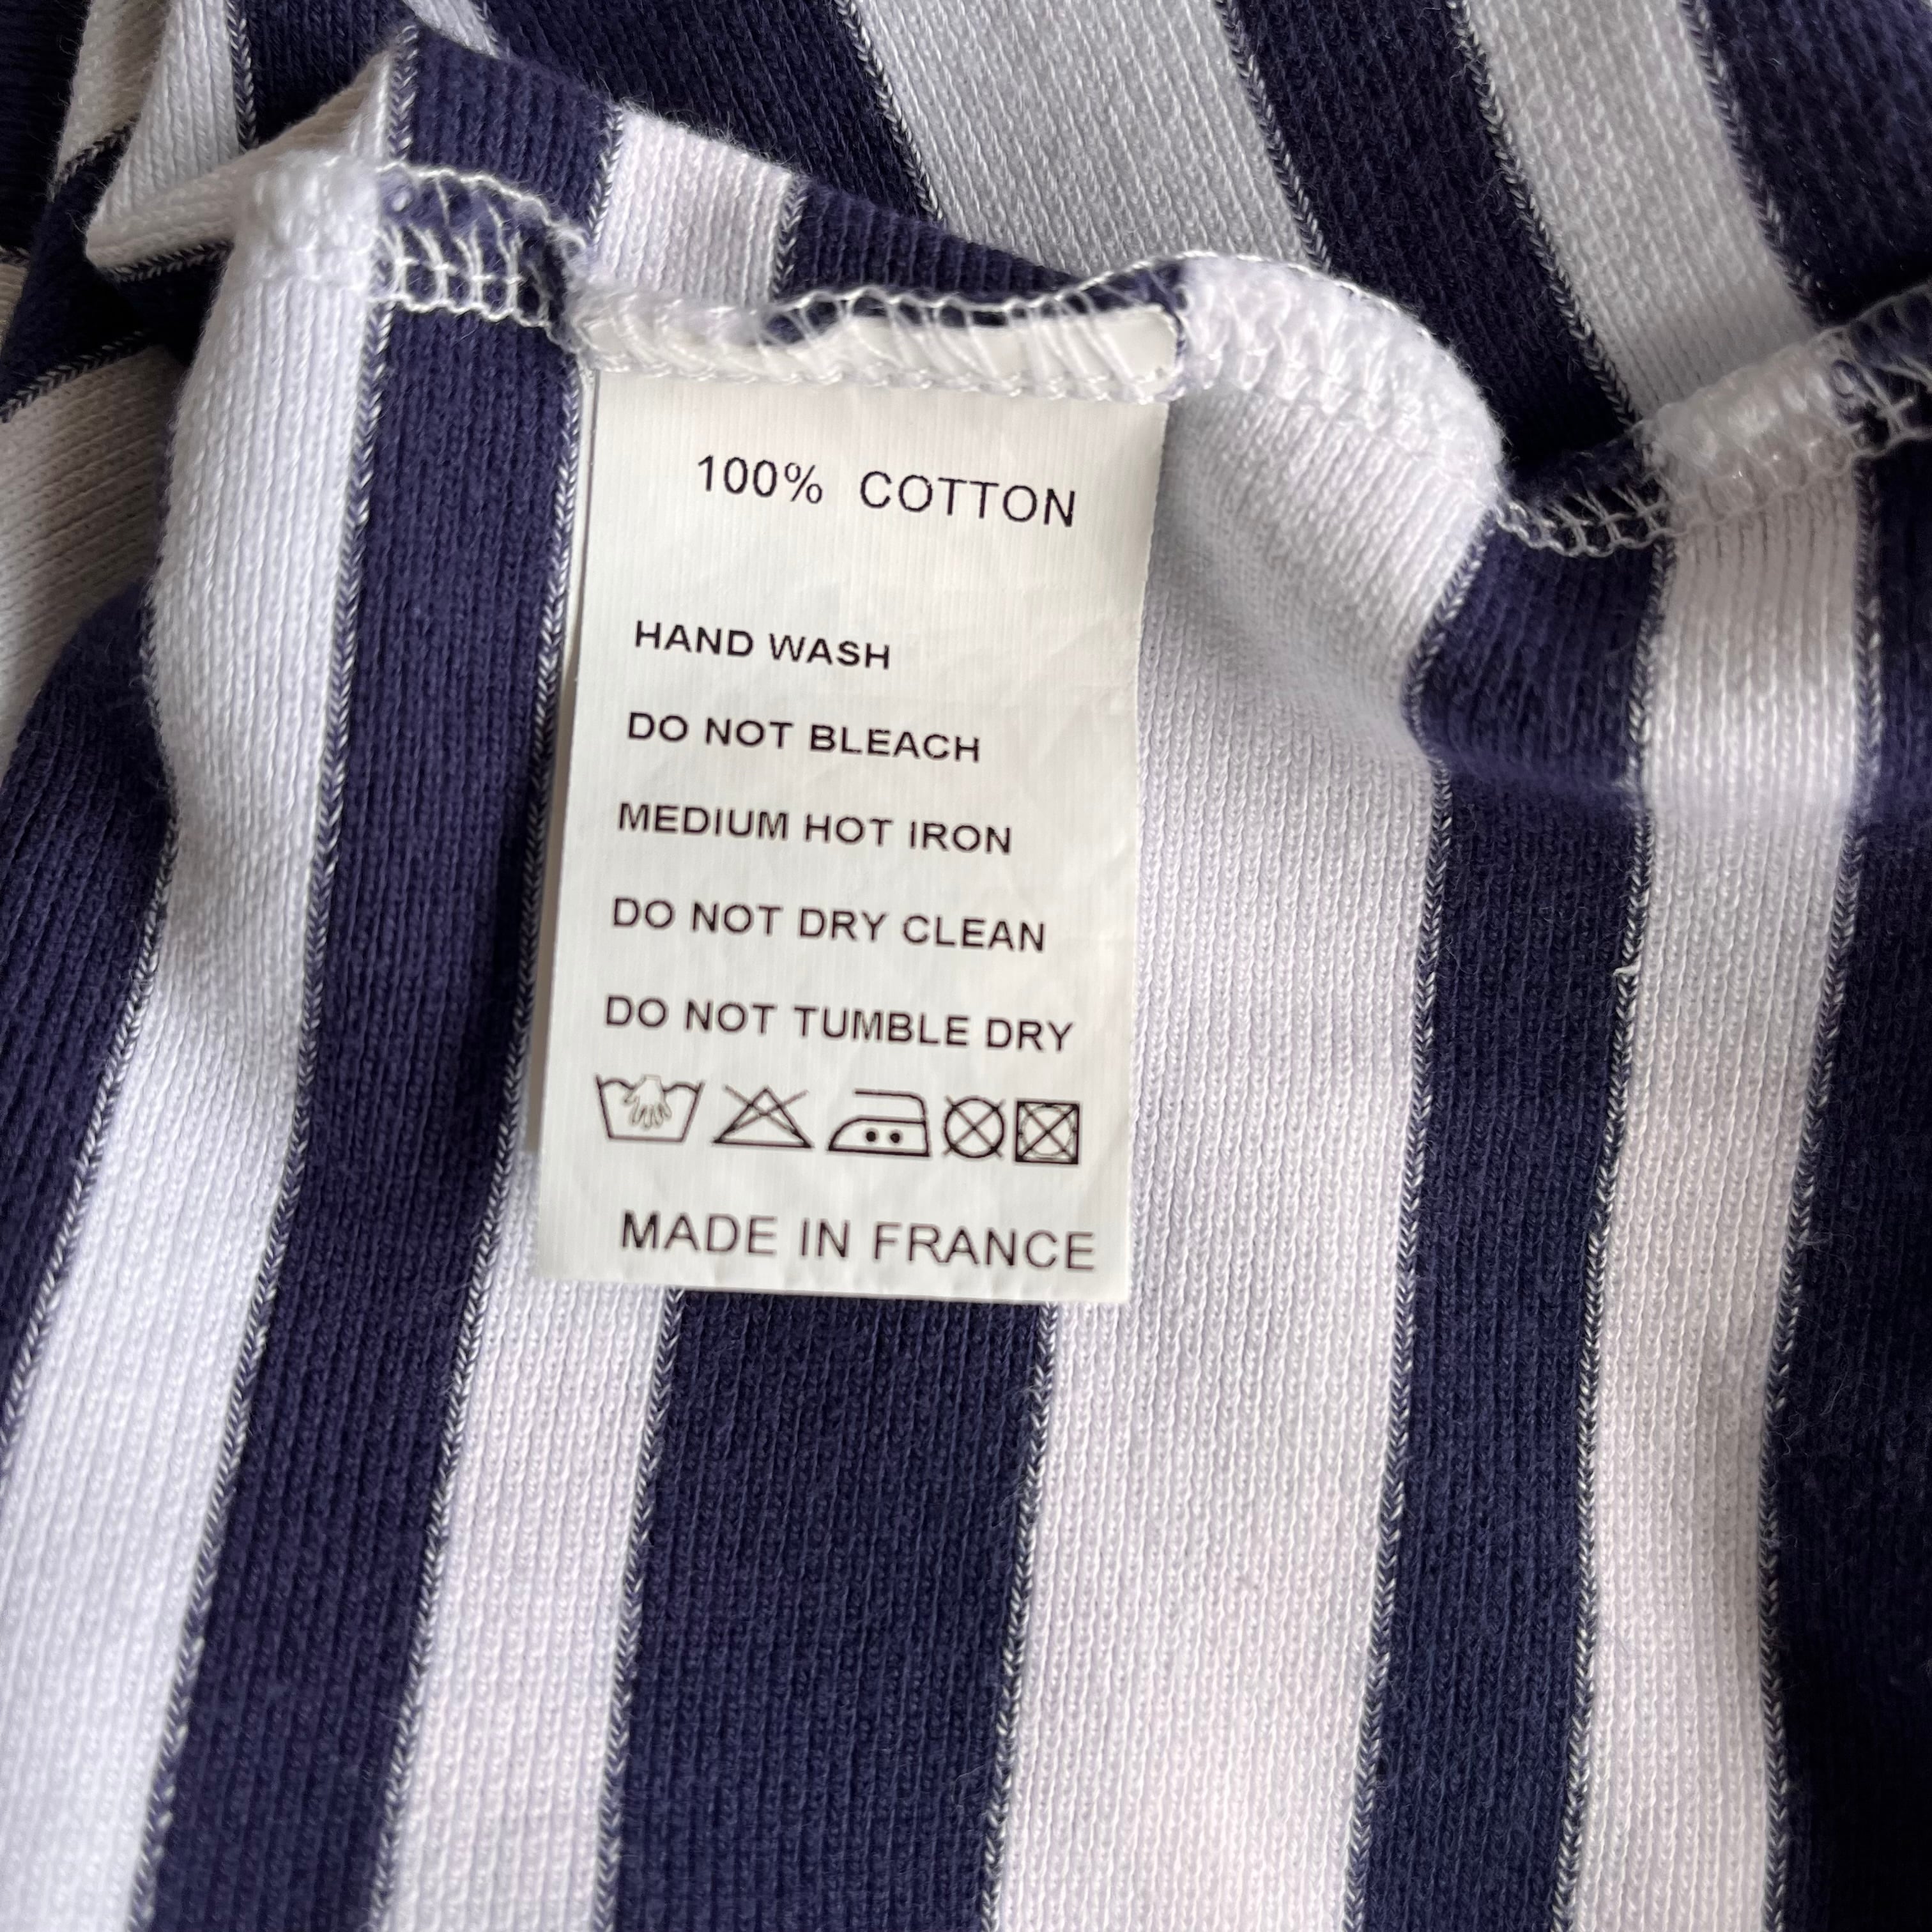 100% COTTON
HAND WASH
DO NOT BLEACH
MEDIUM HOT IRON
DO NOT DRY CLEAN
DO NOT TUMBLE DRY
MADE IN FRANCE